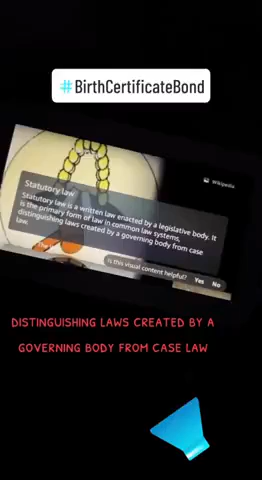 #BirthCertificateBond
Wikipedia
Statutory law
Statutory law is a written law enacted by a legislative body. It
is the primary form of law in common law systems,
distinguishing laws created by a governing body from case
law.
Is this visual content helpful? Yes No
DISTINGUISHING LAWS CREATED BY A
GOVERNING BODY FROM CASE LAW